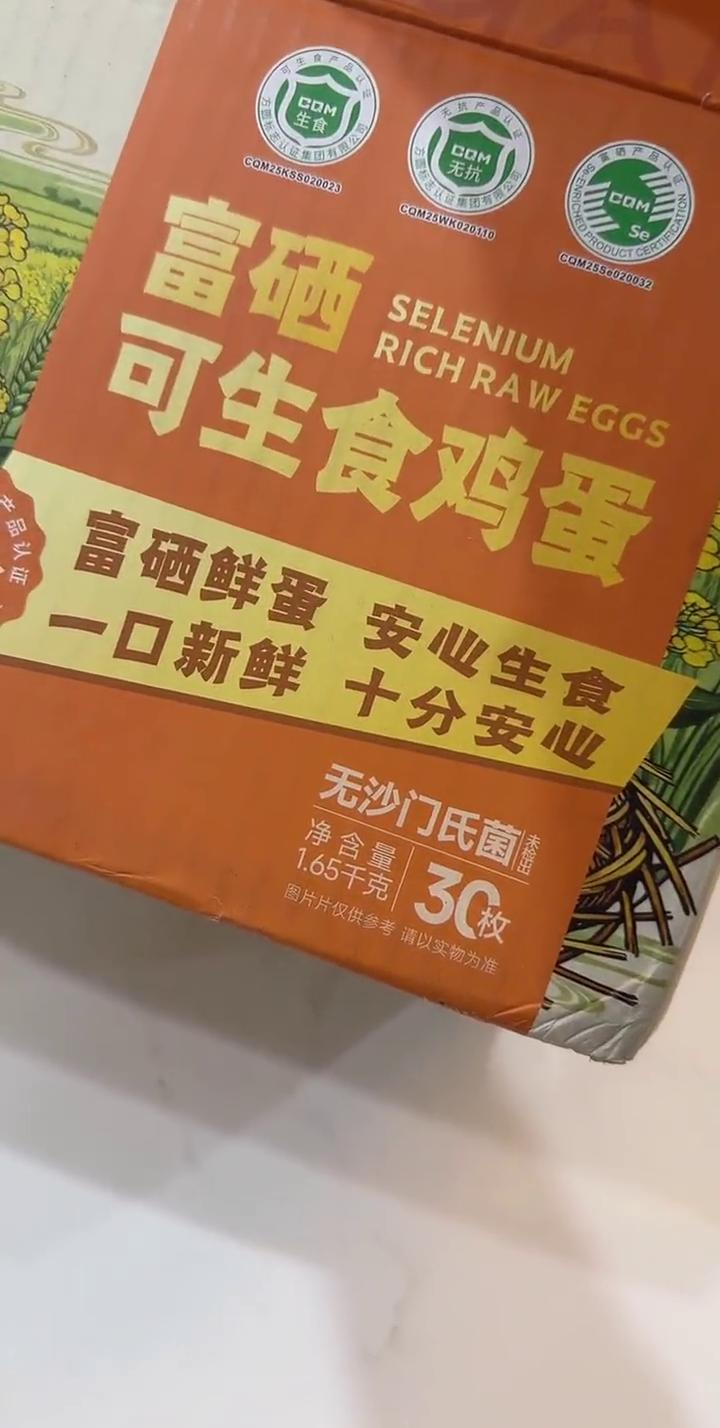 可生食产品认证
CQM
生食
方圆标志认证集团有限公司
CQM25KSS020023
无抗产品认证
CQM
无抗
方圆标志认证集团有限公司
CQM25WK020110
富硒产品认证
CQM
Se
Se-ENRICHED PRODUCT CERTIFICATION
CQM25Se020032
富硒
SELENIUM
RICH RAW EGGS
可生食鸡蛋
产品认证
富硒鲜蛋 安心生食
一口新鲜 十分安心
无沙门氏菌 未检出
净含量
1.65千克
30枚
图片片仅供参考 请以实物为准